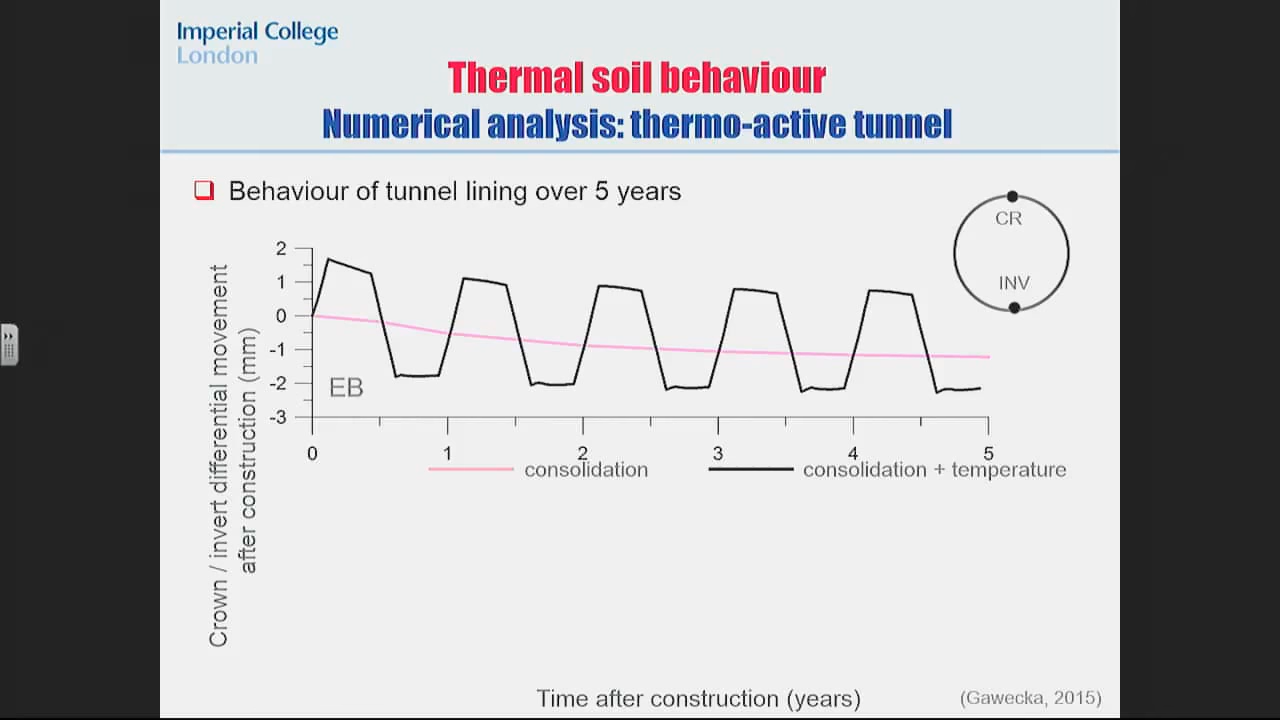 Imperial College
London
Thermal soil behaviour
Numerical analysis: thermo-active tunnel
Behaviour of tunnel lining over 5 years
CR
INV
Crown / invert differential movement
after construction (mm)
2
1
0
-1
-2
-3
EB
0 1 2 3 4 5
consolidation consolidation + temperature
Time after construction (years)
(Gawecka, 2015)